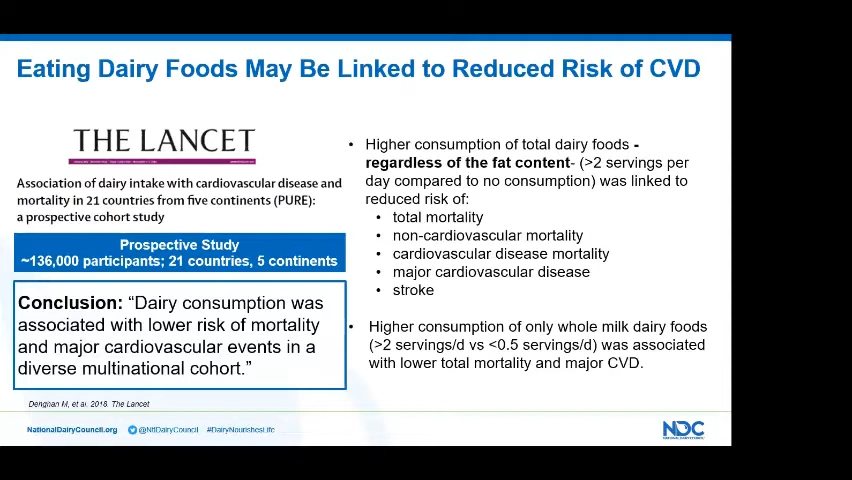 Eating Dairy Foods May Be Linked to Reduced Risk of CVD
THE LANCET
Association of dairy intake with cardiovascular disease and
mortality in 21 countries from five continents (PURE):
a prospective cohort study
Prospective Study
~136,000 participants; 21 countries, 5 continents
Conclusion: “Dairy consumption was
associated with lower risk of mortality
and major cardiovascular events in a
diverse multinational cohort.”
• Higher consumption of total dairy foods -
regardless of the fat content- (>2 servings per
day compared to no consumption) was linked to
reduced risk of:
• total mortality
• non-cardiovascular mortality
• cardiovascular disease mortality
• major cardiovascular disease
• stroke
• Higher consumption of only whole milk dairy foods
(>2 servings/d vs <0.5 servings/d) was associated
with lower total mortality and major CVD.
Denghan M, et al, 2018. The Lancet
NationalDairyCouncil.org @NtlDairyCouncil #DairyNourishesLife
NDC
NATIONAL DAIRY COUNCIL